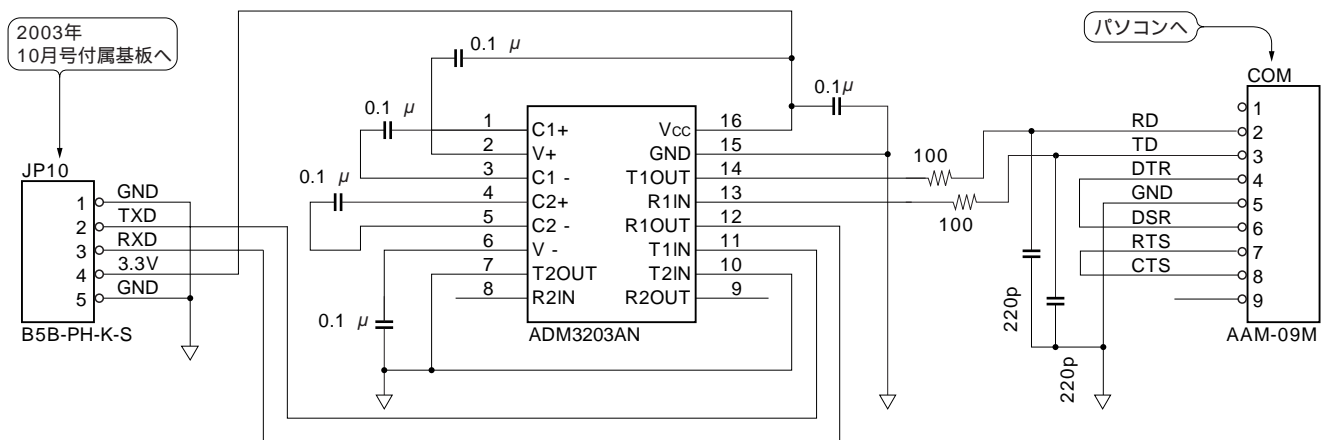 2003年
10月号付属基板へ
JP10
1 GND
2 TXD
3 RXD
4 3.3V
5 GND
B5B-PH-K-S
0.1 μ
0.1 μ
0.1 μ
0.1 μ
0.1μ
1 C1+
2 V+
3 C1 -
4 C2+
5 C2 -
6 V -
7 T2OUT
8 R2IN
VCC 16
GND 15
T1OUT 14
R1IN 13
R1OUT 12
T1IN 11
T2IN 10
R2OUT 9
ADM3203AN
100
100
220p
220p
パソコンへ
COM
1
RD 2
TD 3
DTR 4
GND 5
DSR 6
RTS 7
CTS 8
9
AAM-09M